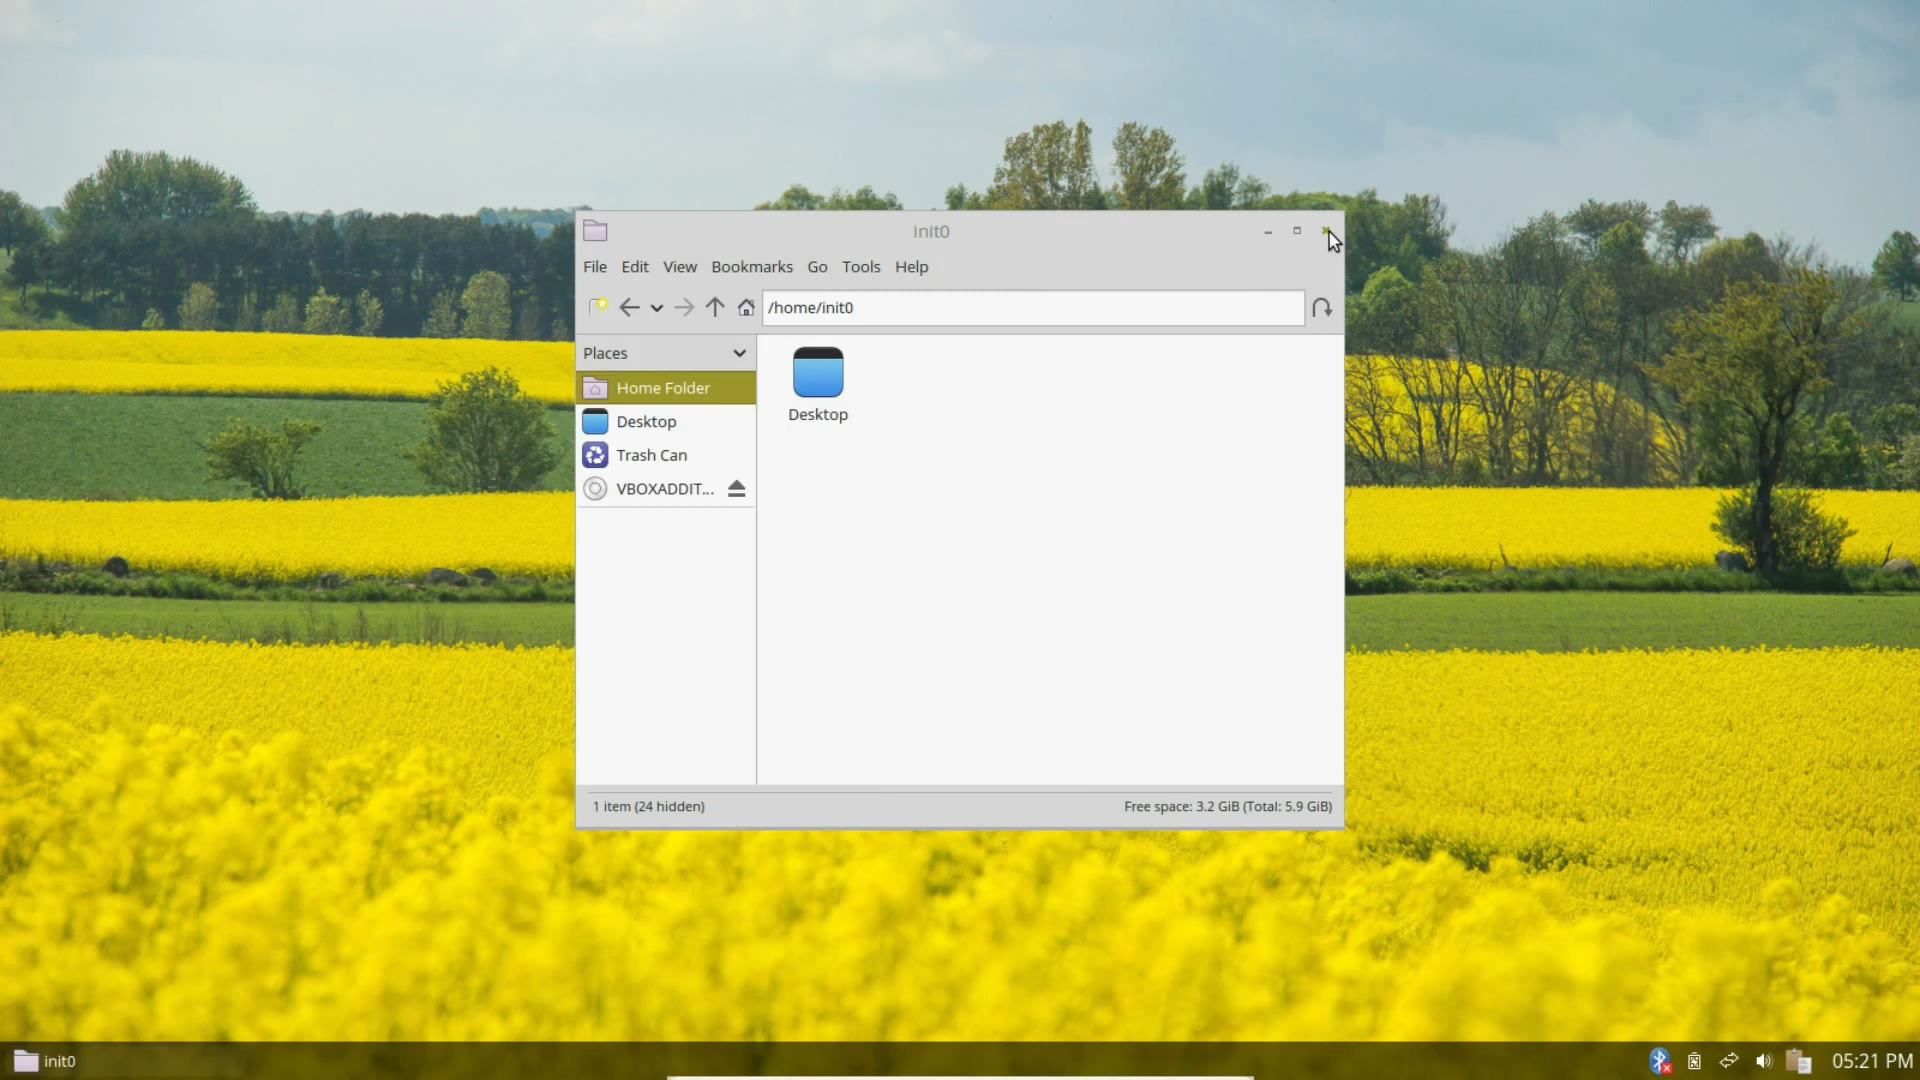 init0
File Edit View Bookmarks Go Tools Help
/home/init0
Places
Home Folder
Desktop
Trash Can
VBOXADDIT...
Desktop
1 item (24 hidden)
Free space: 3.2 GiB (Total: 5.9 GiB)
init0
05:21 PM